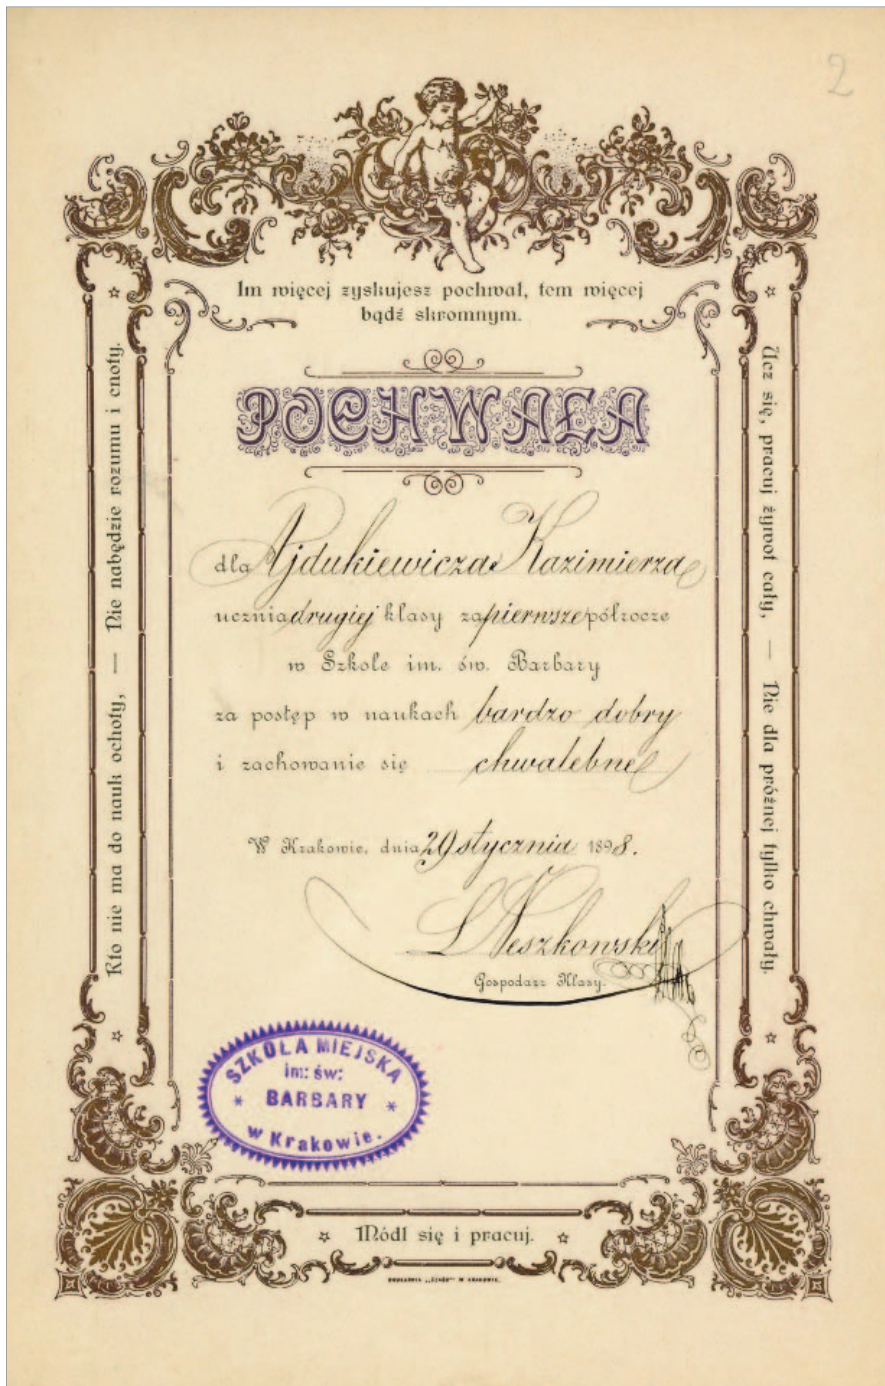 2
Im więcej zyskujesz pochwał, tem więcej
bądź skromnym.
POCHWAŁA
dla Ajdukiewicza Kazimierza
ucznia drugiej klasy za pierwsze półrocze
w Szkole im. św. Barbary
za postęp w naukach bardzo dobry
i zachowanie się chwalebne
W Krakowie, dnia 29 stycznia 1898.
Gospodarz Klasy.
SZKOŁA MIEJSKA
im: św:
BARBARY
w Krakowie.
Kto nie ma do nauk ochoty, — Nie nabędzie rozumu i cnoty.
Ucz się, pracuj żywot cały, — Nie dla próżnej tylko chwały.
Módl się i pracuj.